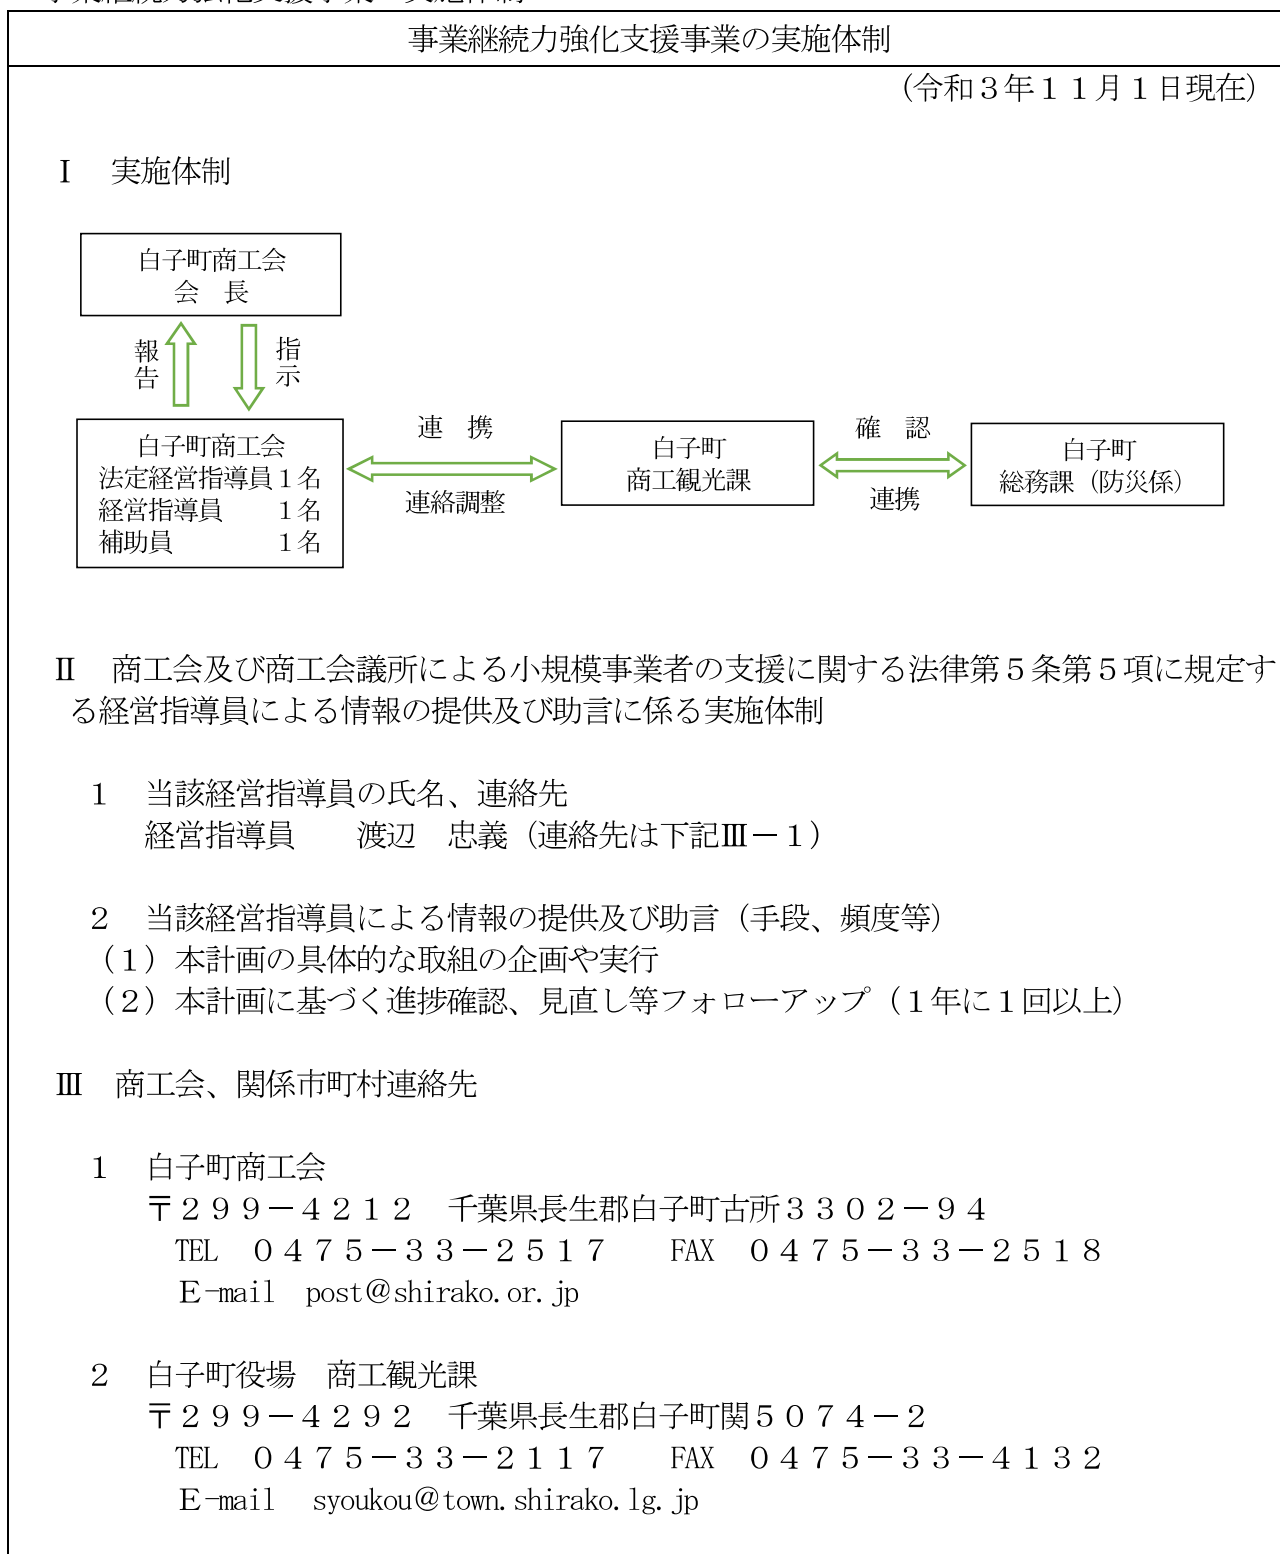 事業継続力強化支援事業の実施体制
（令和３年１１月１日現在）
Ⅰ　実施体制
白子町商工会
会　長
報告
指示
白子町商工会
法定経営指導員１名
経営指導員　　１名
補助員　　　　１名
連　携
連絡調整
白子町
商工観光課
確　認
連携
白子町
総務課（防災係）
Ⅱ　商工会及び商工会議所による小規模事業者の支援に関する法律第５条第５項に規定す
る経営指導員による情報の提供及び助言に係る実施体制
１　当該経営指導員の氏名、連絡先
経営指導員　　渡辺　忠義（連絡先は下記Ⅲ－１）
２　当該経営指導員による情報の提供及び助言（手段、頻度等）
（１）本計画の具体的な取組の企画や実行
（２）本計画に基づく進捗確認、見直し等フォローアップ（１年に１回以上）
Ⅲ　商工会、関係市町村連絡先
１　白子町商工会
〒２９９－４２１２　千葉県長生郡白子町古所３３０２－９４
TEL　０４７５－３３－２５１７　　FAX　０４７５－３３－２５１８
Ｅ-mail　post@shirako.or.jp
２　白子町役場　商工観光課
〒２９９－４２９２　千葉県長生郡白子町関５０７４－２
TEL　０４７５－３３－２１１７　　FAX　０４７５－３３－４１３２
Ｅ-mail　syoukou@town.shirako.lg.jp